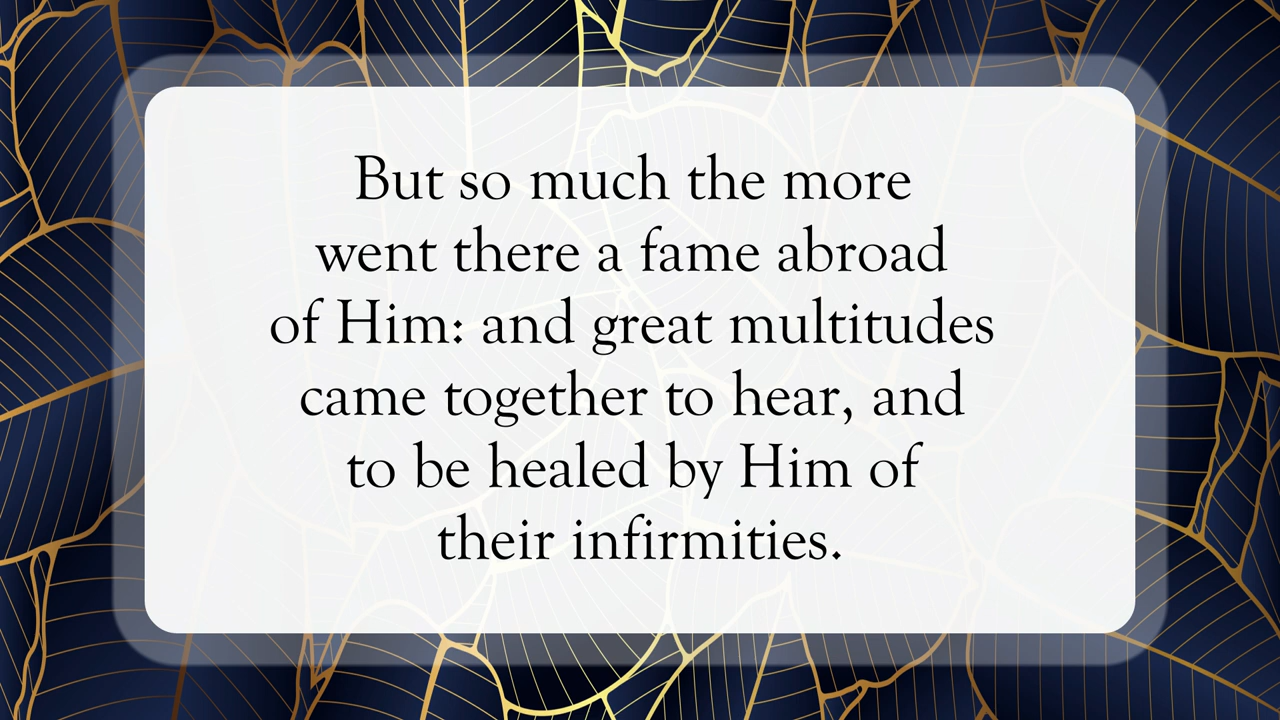 But so much the more
went there a fame abroad
of Him: and great multitudes
came together to hear, and
to be healed by Him of
their infirmities.